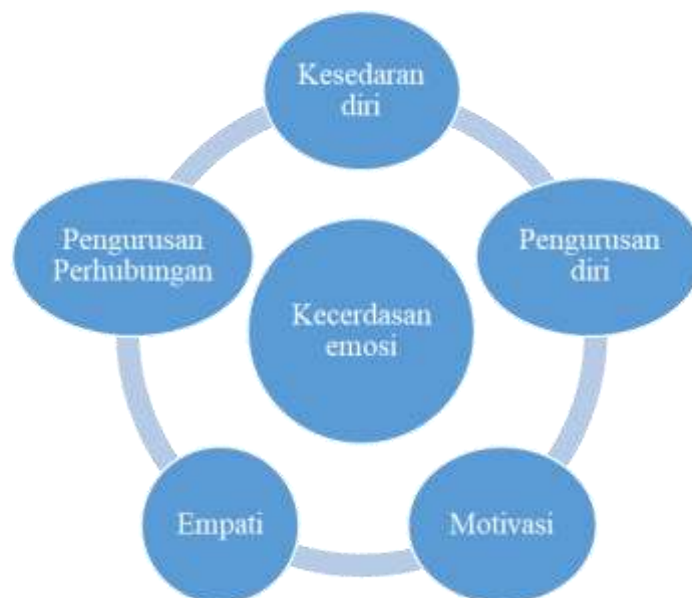 Kesedaran
diri
Pengurusan
Perhubungan
Pengurusan
diri
Kecerdasan
emosi
Empati
Motivasi